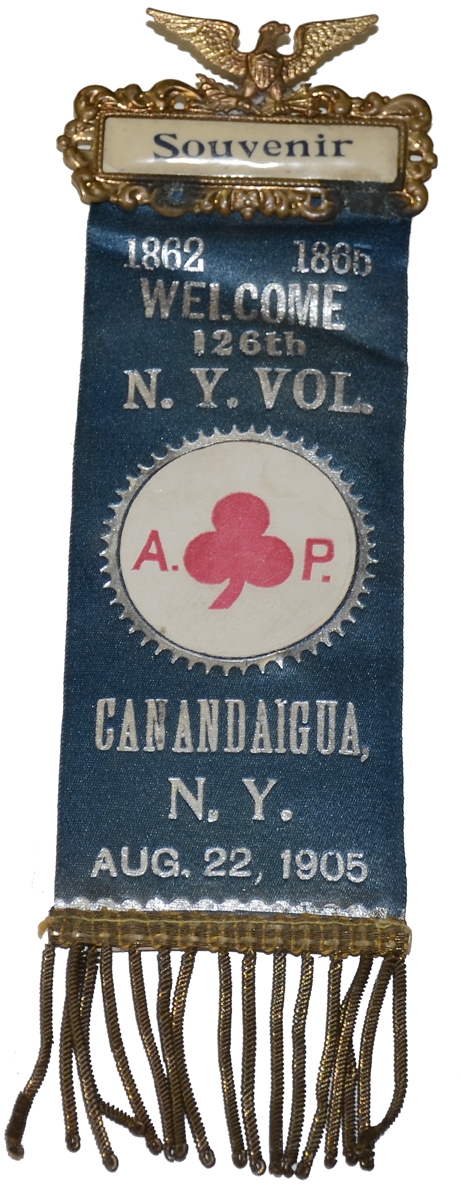 Souvenir
1862 1865
WELCOME
126th
N. Y. VOL.
A. P.
CANANDAIGUA,
N. Y.
AUG. 22, 1905